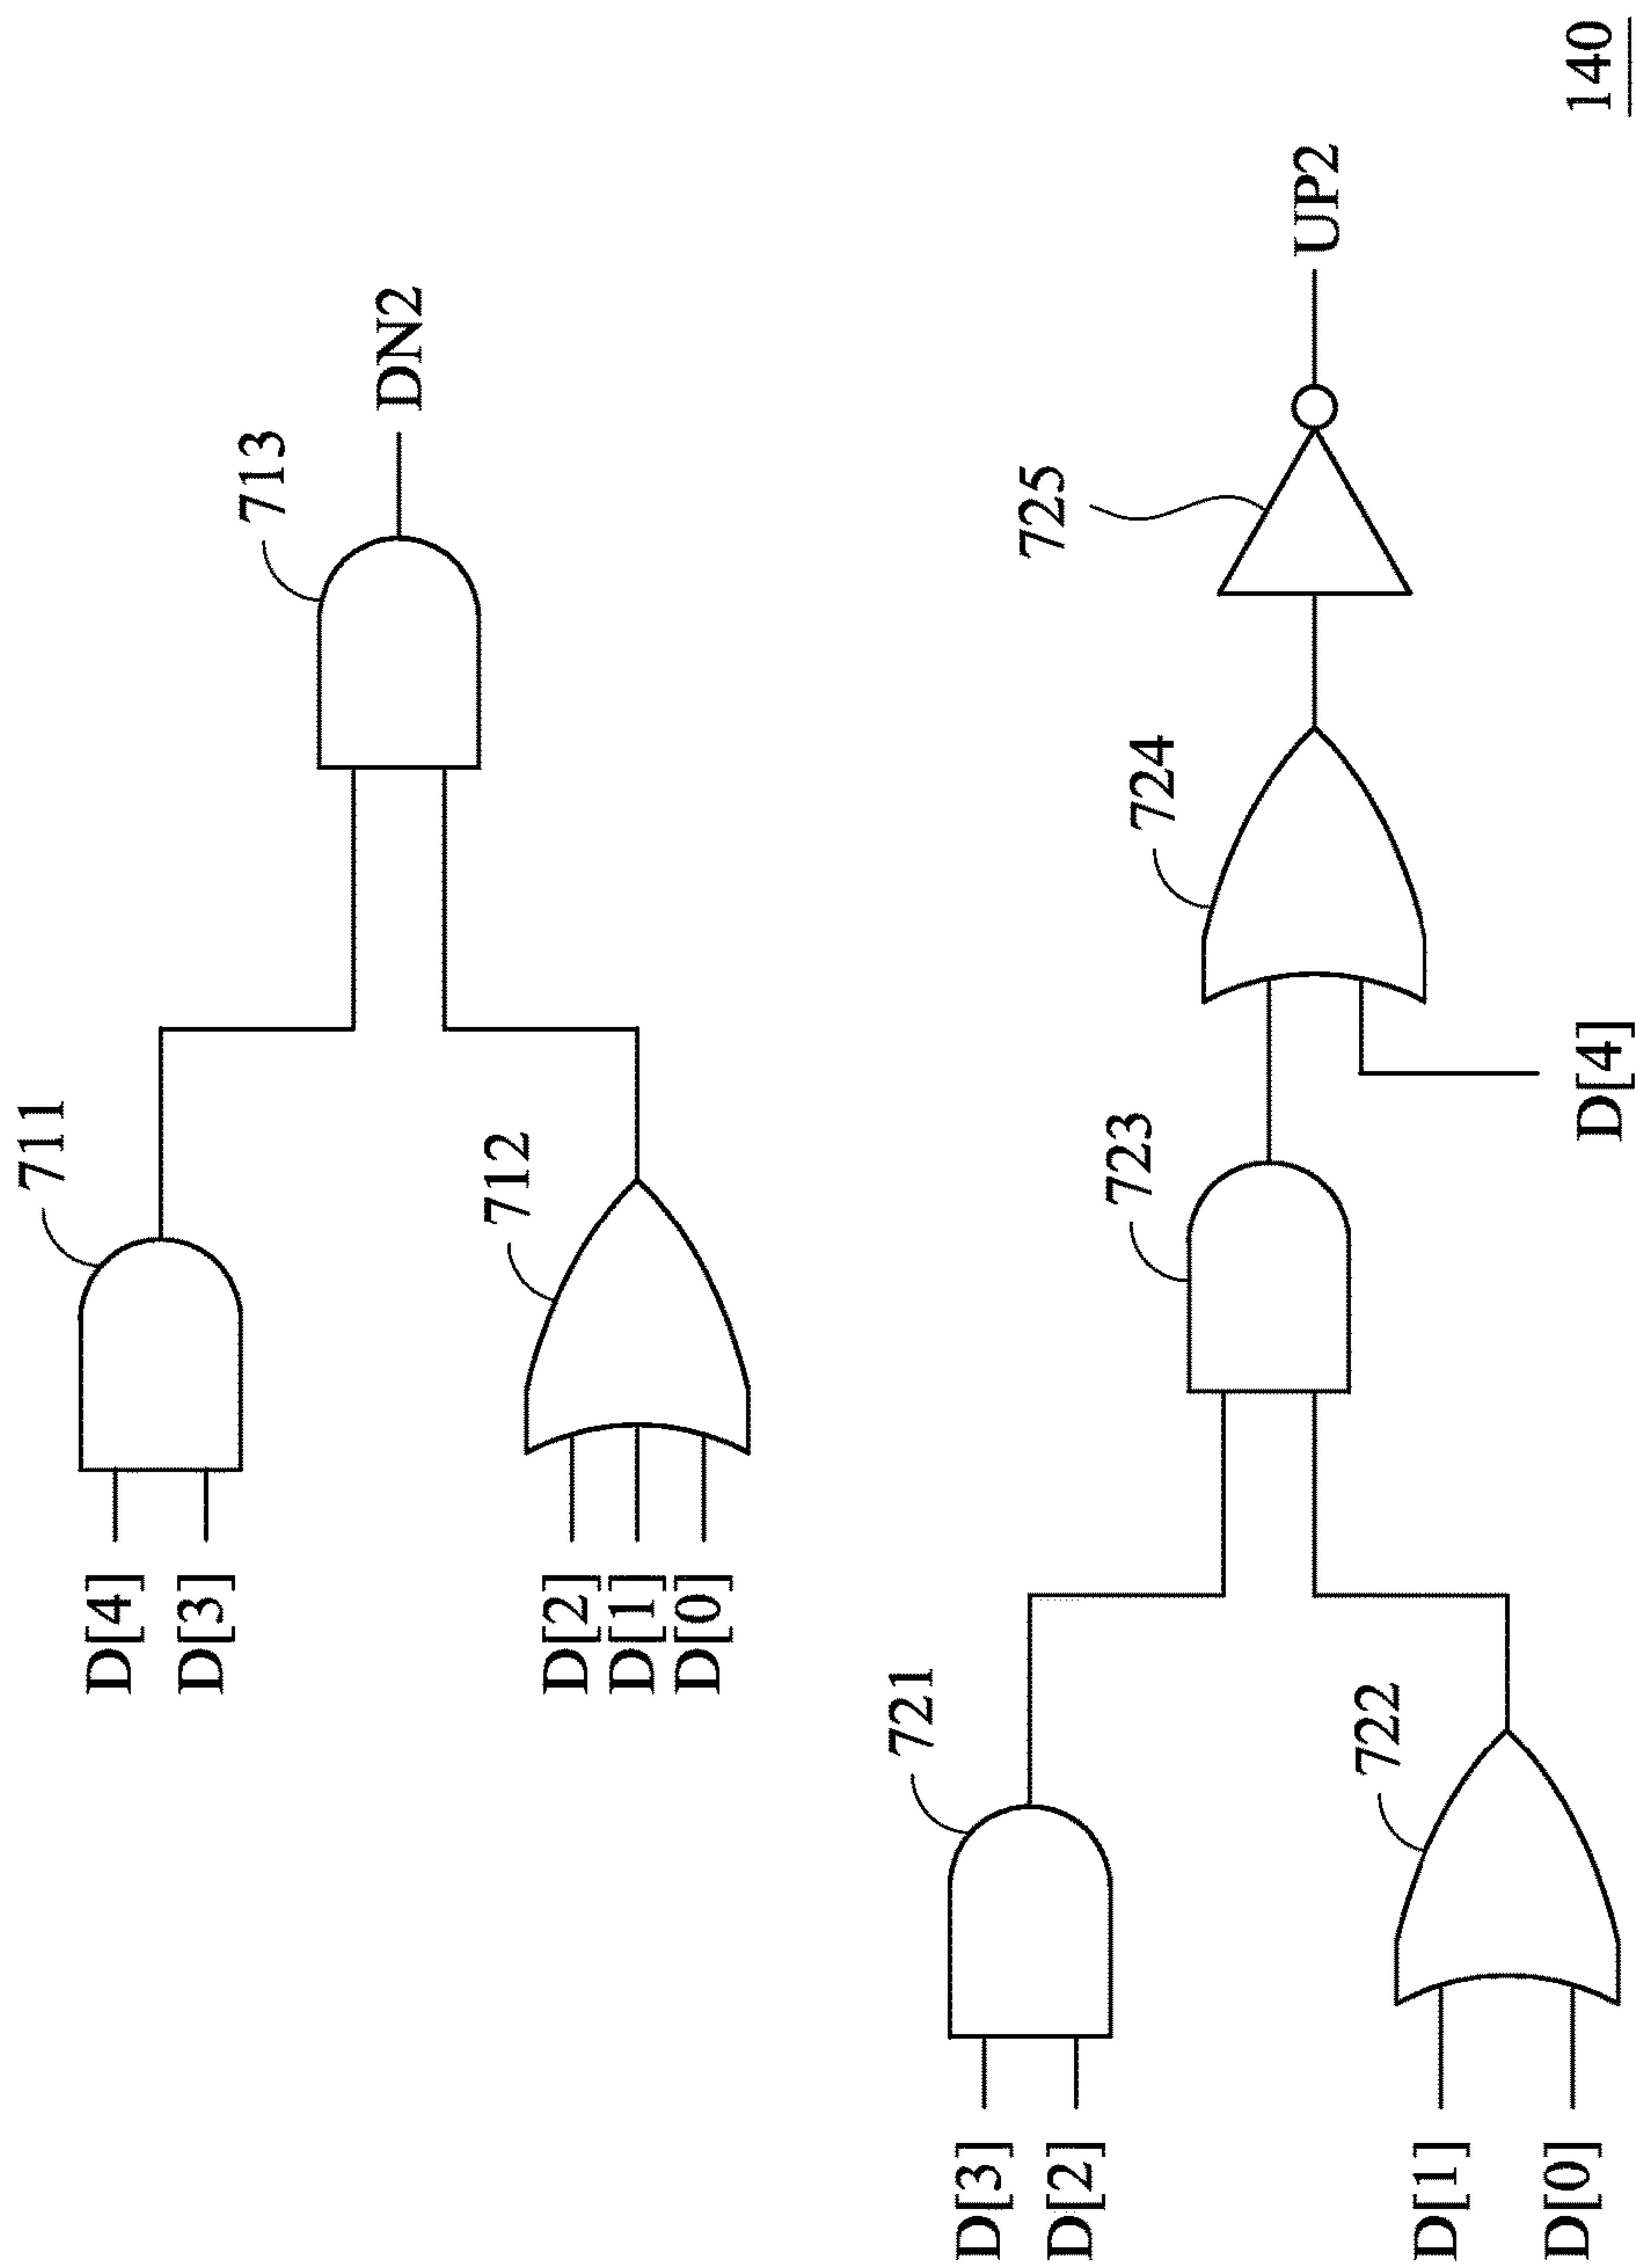 711
D[4]
D[3]
713
DN2
712
D[2]
D[1]
D[0]
721
D[3]
D[2]
723
724
725
UP2
722
D[1]
D[0]
D[4]
140